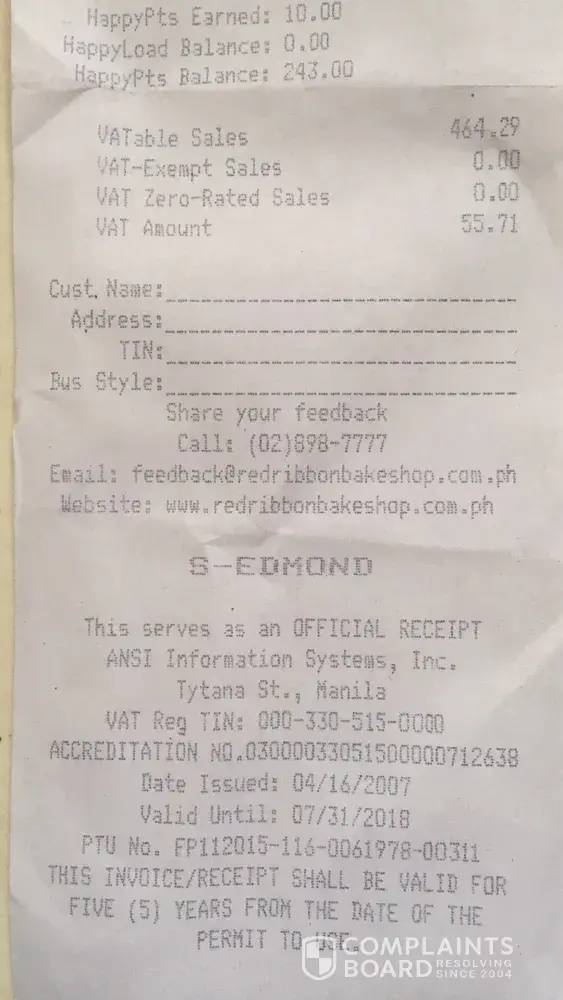 HappyPts Earned: 10.00
HappyLoad Balance: 0.00
HappyPts Balance: 243.00
VATable Sales 464.29
VAT-Exempt Sales 0.00
VAT Zero-Rated Sales 0.00
VAT Amount 55.71
Cust. Name:
Address:
TIN:
Bus Style:
Share your feedback
Call: (02)898-7777
Email: feedback@redribbonbakeshop.com.ph
Website: www.redribbonbakeshop.com.ph
S-EDMOND
This serves as an OFFICIAL RECEIPT
ANSI Information Systems, Inc.
Tytana St., Manila
VAT Reg TIN: 000-330-515-0000
ACCREDITATION NO.03000033051500000712638
Date Issued: 04/16/2007
Valid Until: 07/31/2018
PTU No. FP112015-116-0061978-00311
THIS INVOICE/RECEIPT SHALL BE VALID FOR
FIVE (5) YEARS FROM THE DATE OF THE
PERMIT TO USE.
COMPLAINTS
BOARD RESOLVING
SINCE 2004